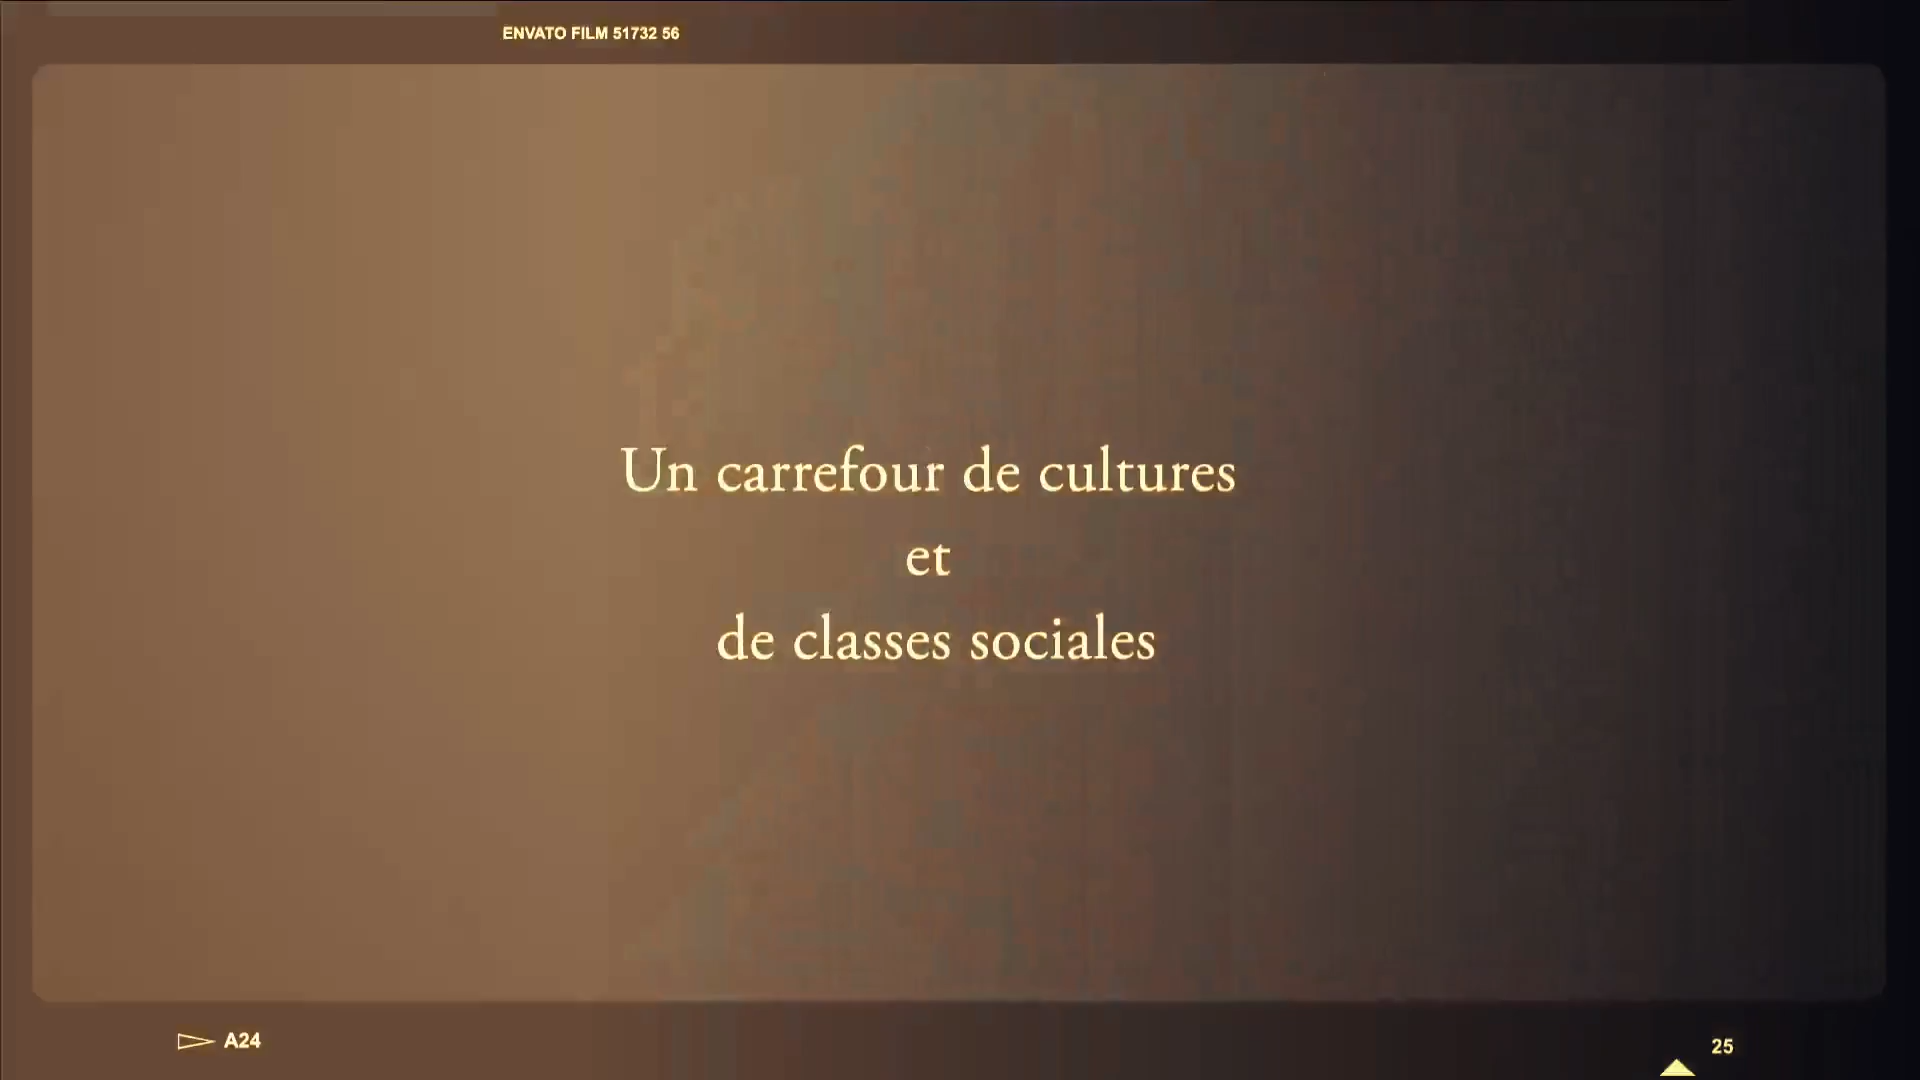 ENVATO FILM 51732 56
Un carrefour de cultures
et
de classes sociales
A24
25